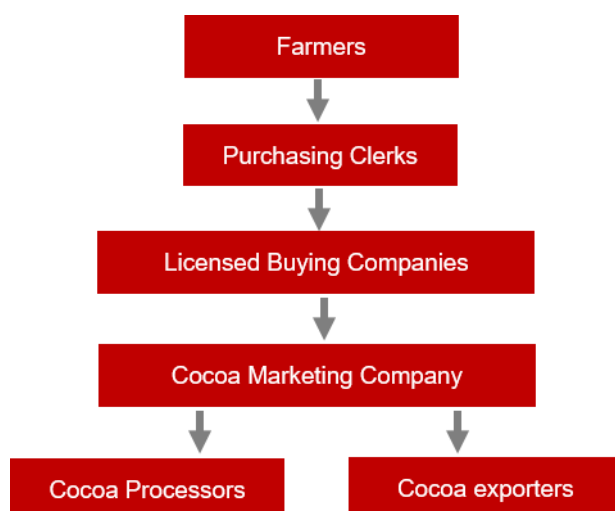 Farmers
Purchasing Clerks
Licensed Buying Companies
Cocoa Marketing Company
Cocoa Processors
Cocoa exporters